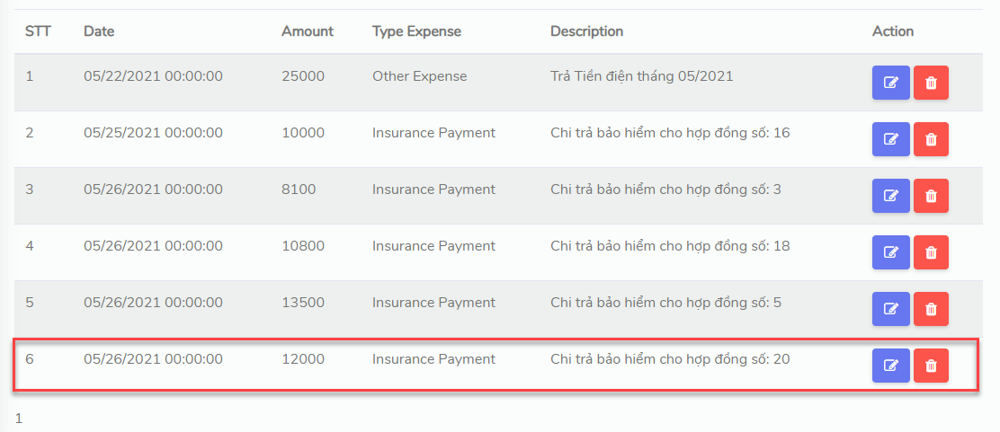 STT Date Amount Type Expense Description Action
1 05/22/2021 00:00:00 25000 Other Expense Trả Tiền điện tháng 05/2021
2 05/25/2021 00:00:00 10000 Insurance Payment Chi trả bảo hiểm cho hợp đồng số: 16
3 05/26/2021 00:00:00 8100 Insurance Payment Chi trả bảo hiểm cho hợp đồng số: 3
4 05/26/2021 00:00:00 10800 Insurance Payment Chi trả bảo hiểm cho hợp đồng số: 18
5 05/26/2021 00:00:00 13500 Insurance Payment Chi trả bảo hiểm cho hợp đồng số: 5
6 05/26/2021 00:00:00 12000 Insurance Payment Chi trả bảo hiểm cho hợp đồng số: 20
1